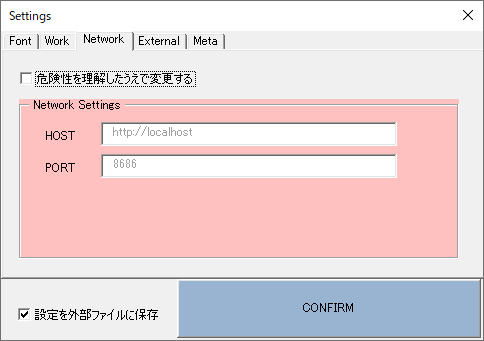 Settings
Font Work Network External Meta
危険性を理解したうえで変更する
Network Settings
HOST http://localhost
PORT 8686
設定を外部ファイルに保存 CONFIRM